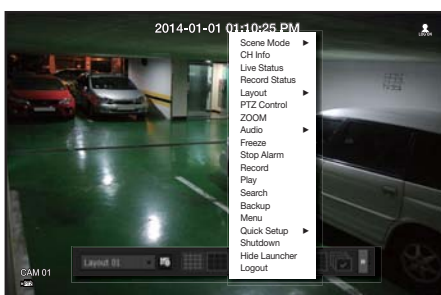 2014-01-01 01:10:25 PM
LOGON
Scene Mode ▶
CH Info
Live Status
Record Status
Layout ▶
PTZ Control
ZOOM
Audio ▶
Freeze
Stop Alarm
Record
Play
Search
Backup
Menu
Quick Setup ▶
Shutdown
Hide Launcher
Logout
Layout 01
CAM 01